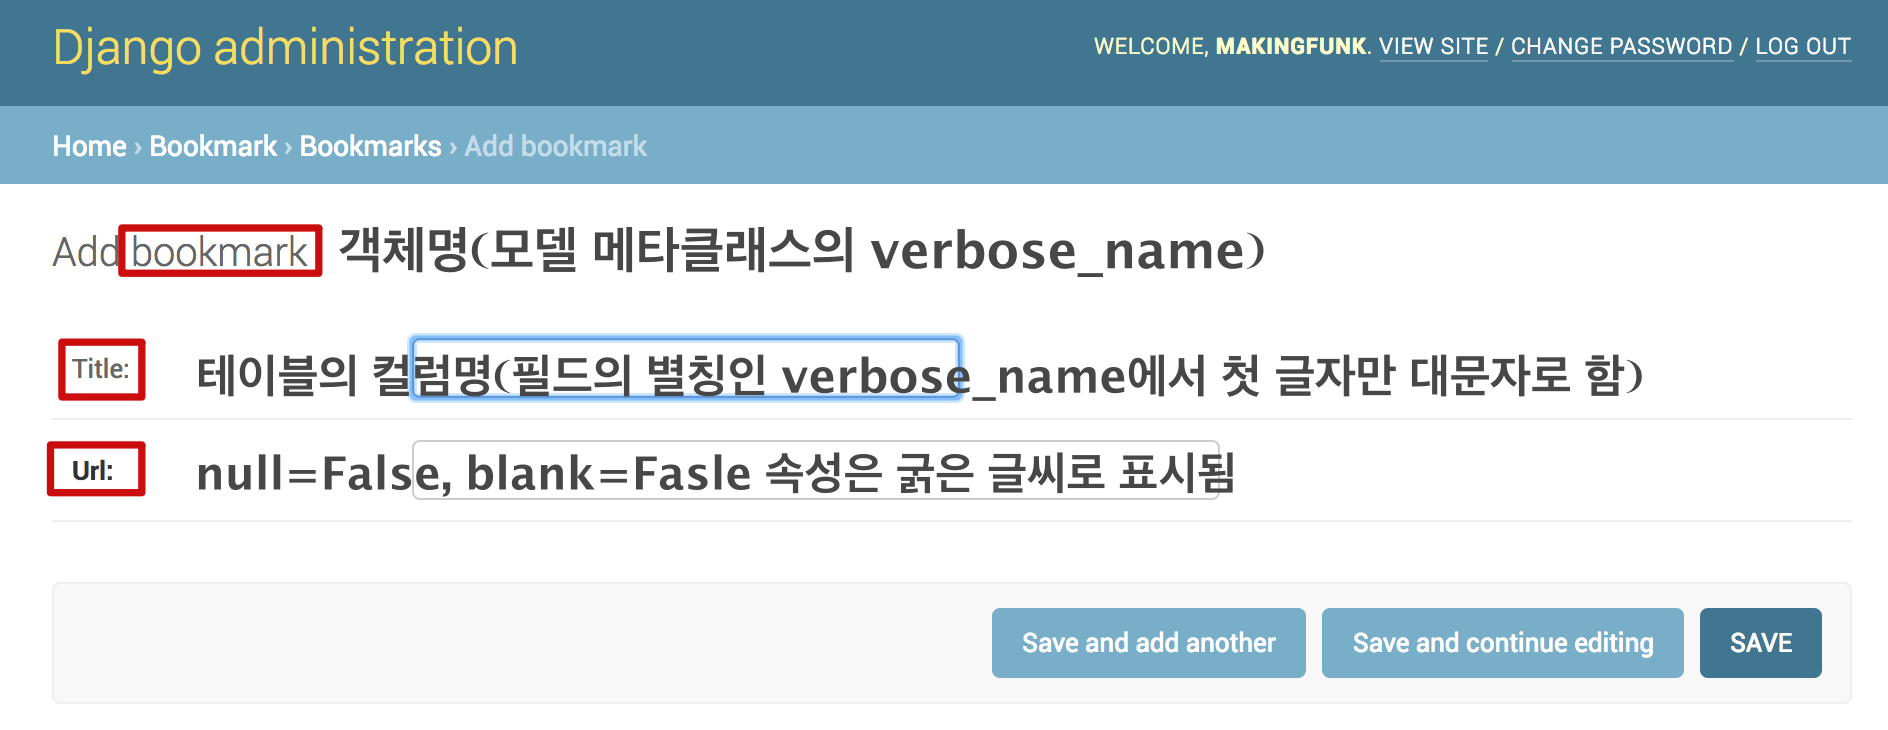 Django administration
WELCOME, MAKINGFUNK. VIEW SITE / CHANGE PASSWORD / LOG OUT
Home › Bookmark › Bookmarks › Add bookmark
Add bookmark 객체명(모델 메타클래스의 verbose_name)
Title: 테이블의 컬럼명(필드의 별칭인 verbose_name에서 첫 글자만 대문자로 함)
Url: null=False, blank=Fasle 속성은 굵은 글씨로 표시됨
Save and add another Save and continue editing SAVE